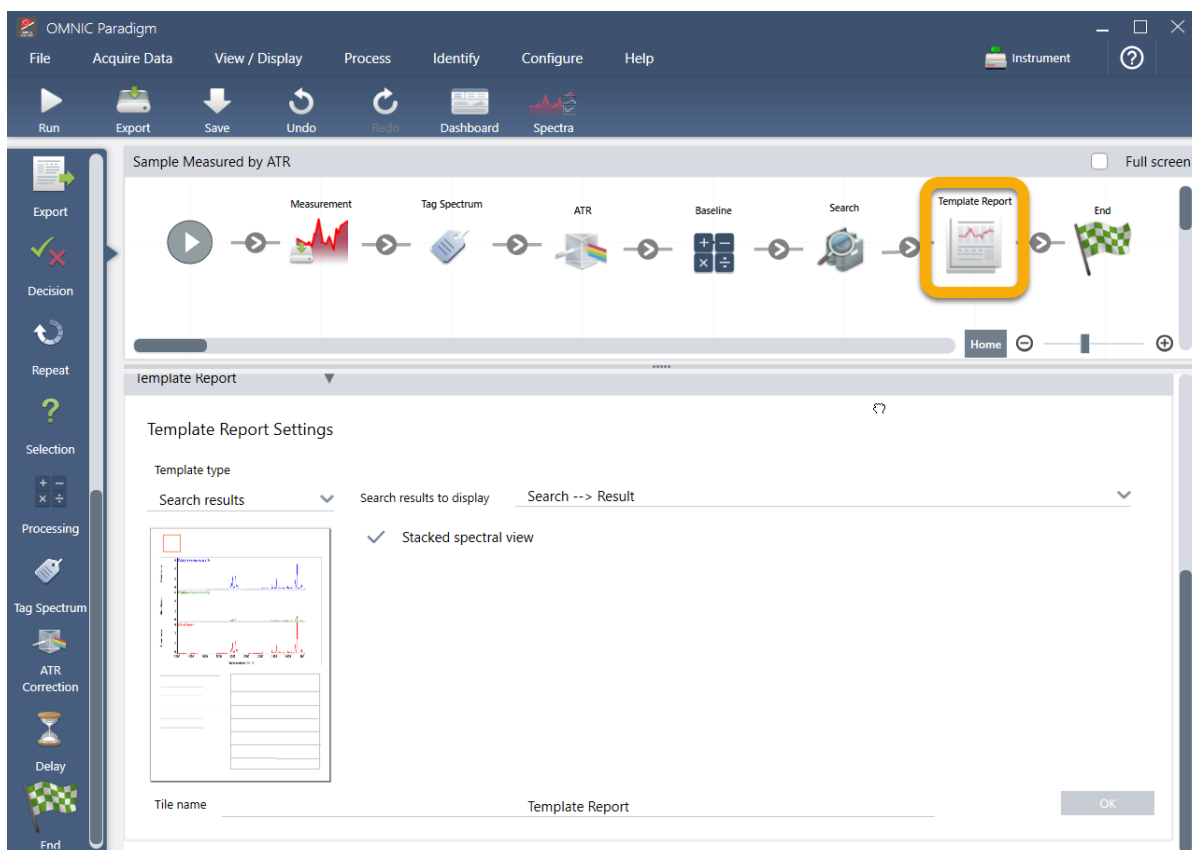 OMNIC Paradigm
File Acquire Data View / Display Process Identify Configure Help Instrument
Run Export Save Undo Redo Dashboard Spectra
Sample Measured by ATR Full screen
Export
Decision
Repeat
Selection
Processing
Tag Spectrum
ATR
Correction
Delay
End
Measurement Tag Spectrum ATR Baseline Search Template Report End
Home
Template Report
Template Report Settings
Template type
Search results Search results to display Search --> Result
Stacked spectral view
Tile name Template Report OK